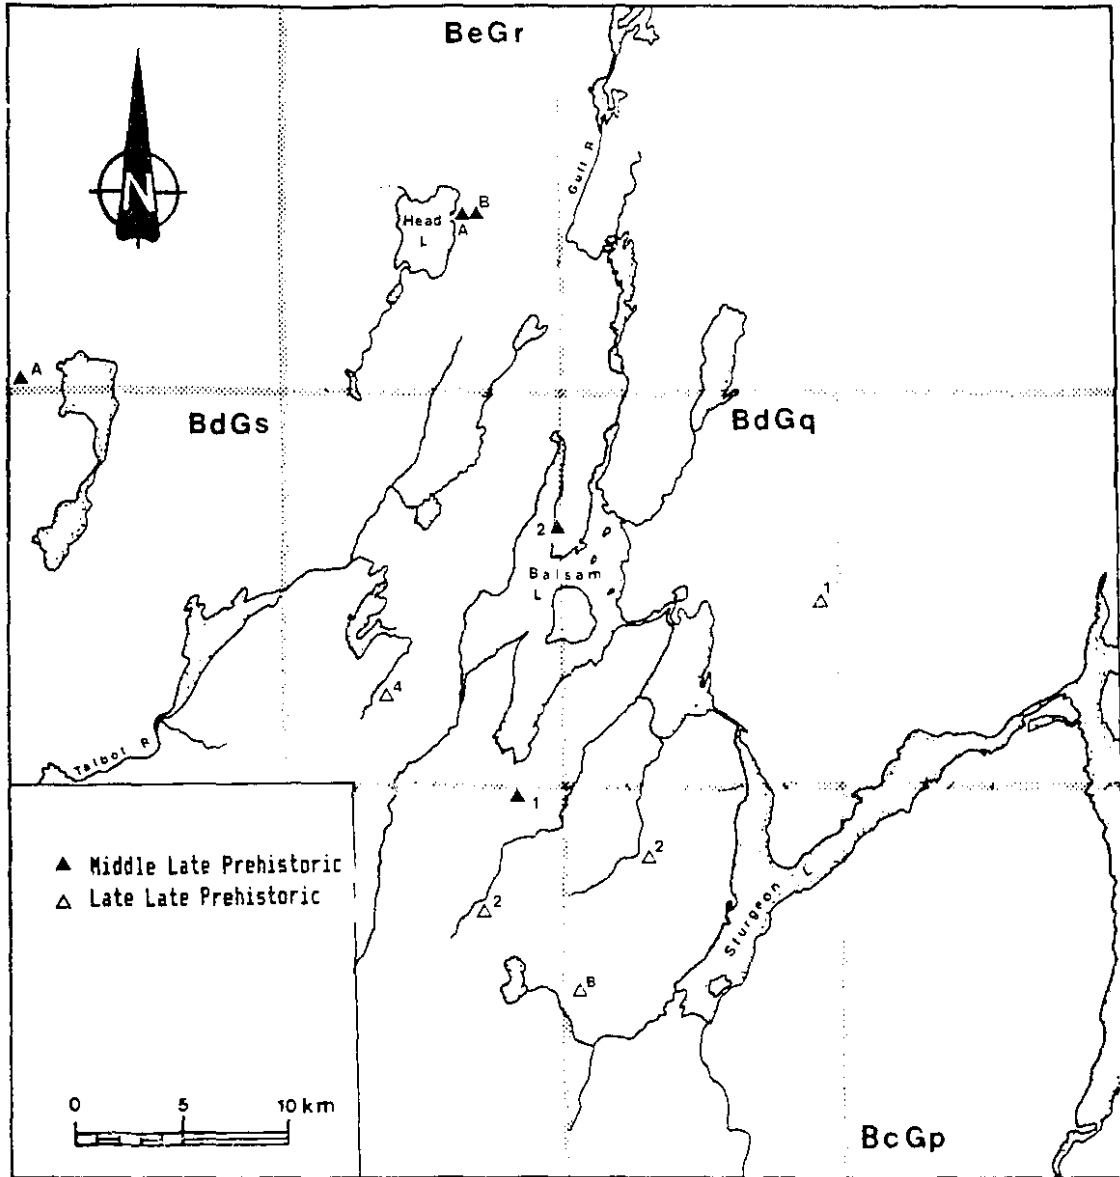 BeGr
Gull R
N
Head
L
B
A
A
BdGs
BdGq
2
Balsam
L
1
4
Talbot R
1
Middle Late Prehistoric
Late Late Prehistoric
2
2
Sturgeon L
B
0 5 10 km
BcGp